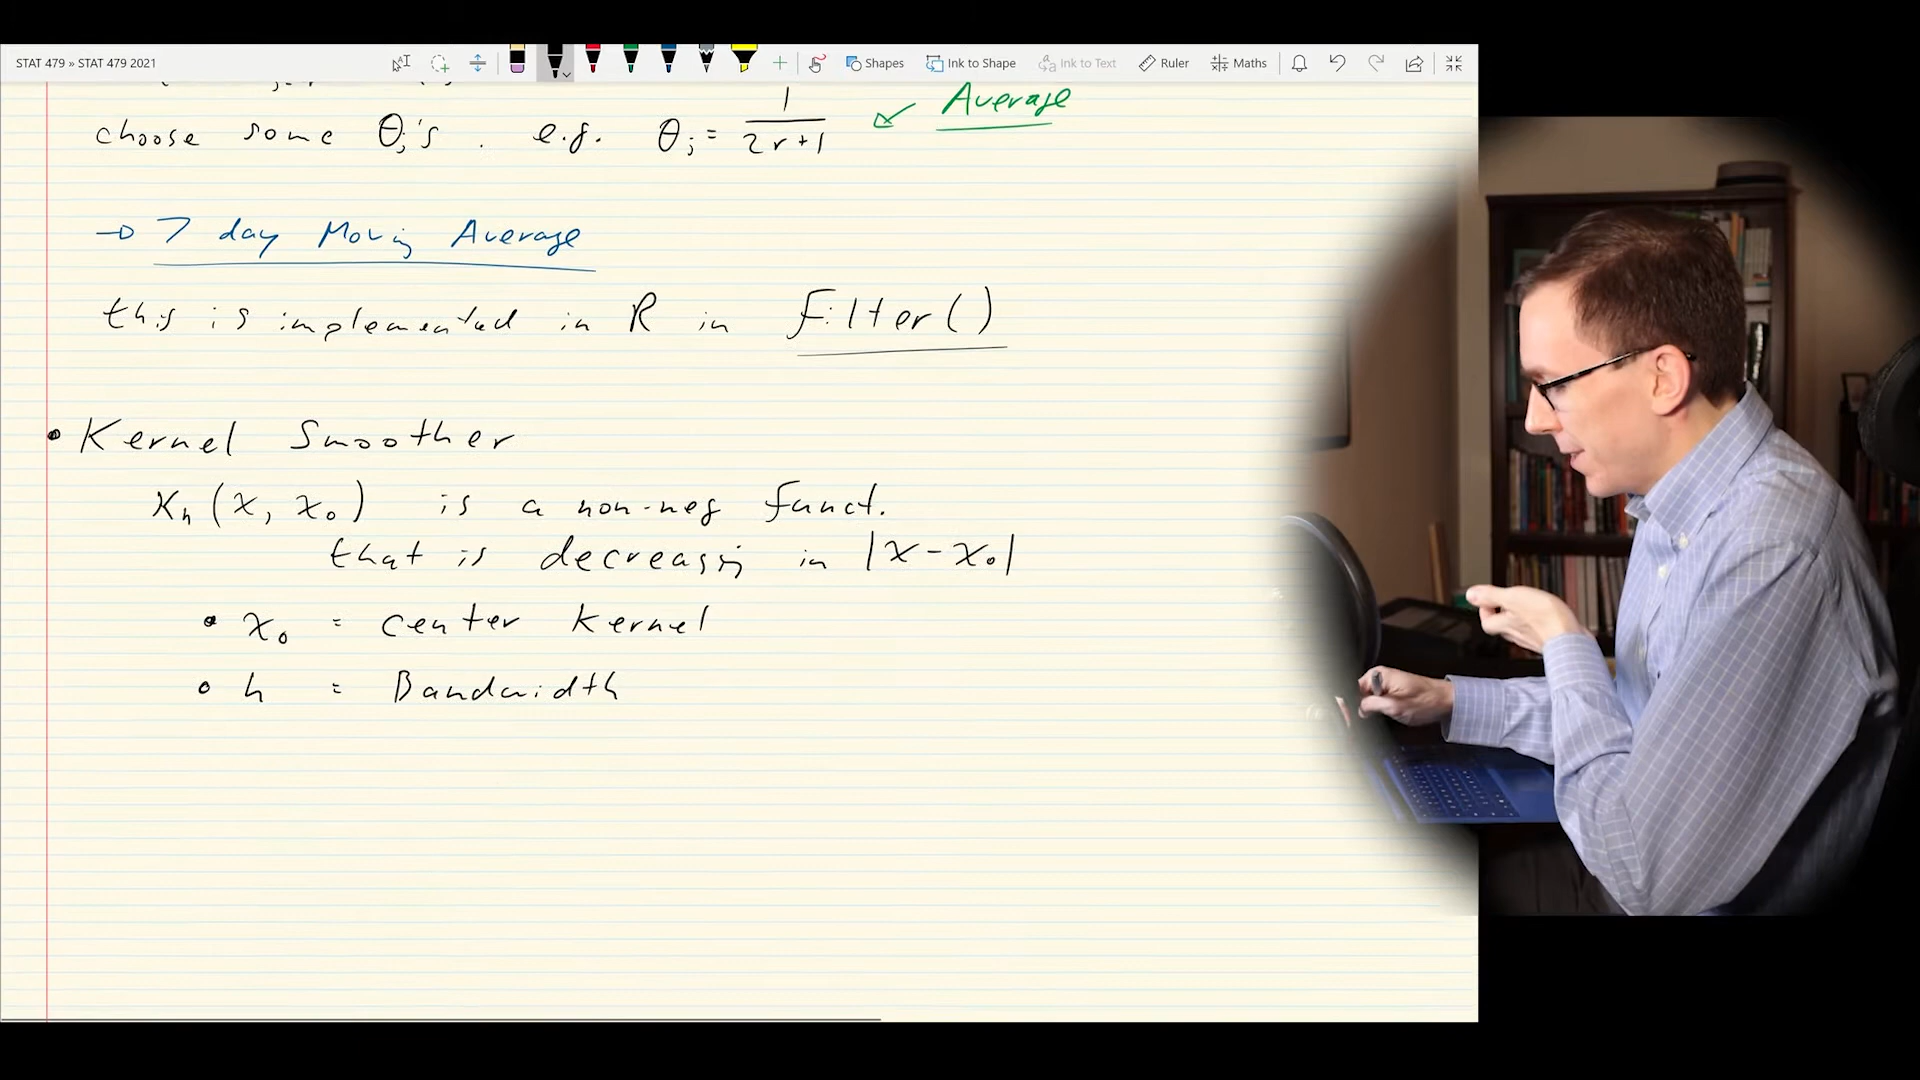 STAT 479 » STAT 479 2021
Shapes Ink to Shape Ink to Text Ruler Maths
Average
choose some θj's . e.g. θj = 1/(2r+1)
→ 7 day Moving Average
this is implemented in R in filter()
• Kernel Smoother
Kh(x, x0) is a non-neg funct.
that is decreasing in |x - x0|
• x0 = center kernel
• h = Bandwidth